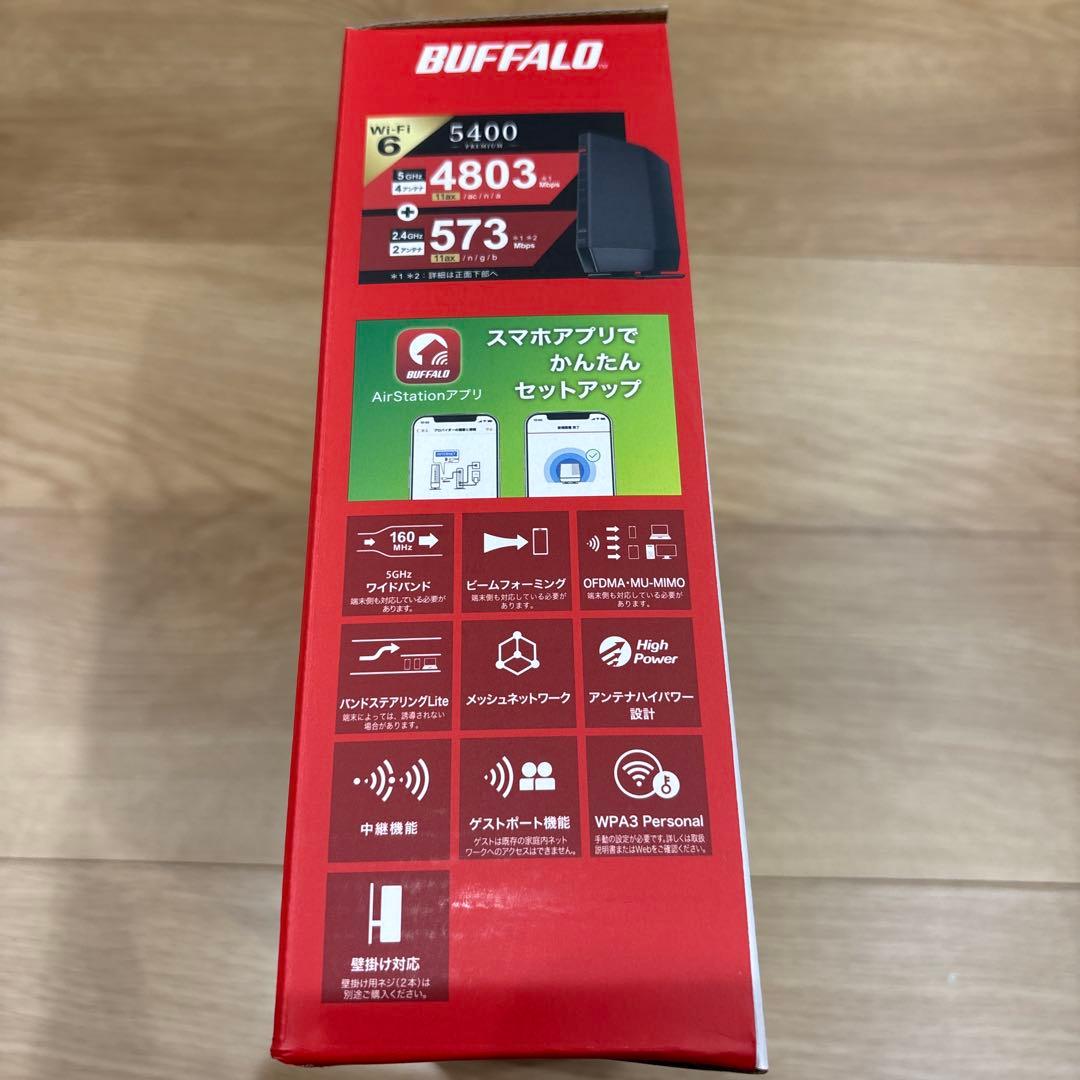 BUFFALO
Wi-Fi
6
5400
PREMIUM
5GHz
4アンテナ
4803
※1
Mbps
11ax /ac/n/a
2.4GHz
2アンテナ
573
※1 ※2
Mbps
11ax /n/g/b
※1 ※2：詳細は正面下部へ
BUFFALO
AirStationアプリ
スマホアプリで
かんたん
セットアップ
INTERNET
160
MHz
5GHz
ワイドバンド
端末側も対応している必要が
あります。
ビームフォーミング
端末側も対応している必要が
あります。
OFDMA・MU-MIMO
端末側も対応している必要が
あります。
バンドステアリングLite
端末によっては、誘導されない
場合があります。
メッシュネットワーク
High
Power
アンテナハイパワー
設計
中継機能
ゲストポート機能
ゲストは既存の家庭内ネット
ワークへのアクセスはできません。
WPA3 Personal
手動の設定が必要です。詳しくは取扱
説明書またはWebをご確認ください。
壁掛け対応
壁掛け用ネジ(2本)は
別途ご購入ください。